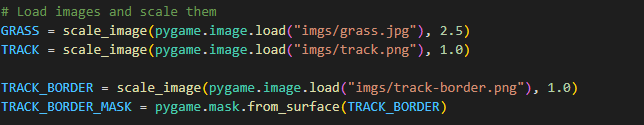 # Load images and scale them
GRASS = scale_image(pygame.image.load("imgs/grass.jpg"), 2.5)
TRACK = scale_image(pygame.image.load("imgs/track.png"), 1.0)
TRACK_BORDER = scale_image(pygame.image.load("imgs/track-border.png"), 1.0)
TRACK_BORDER_MASK = pygame.mask.from_surface(TRACK_BORDER)